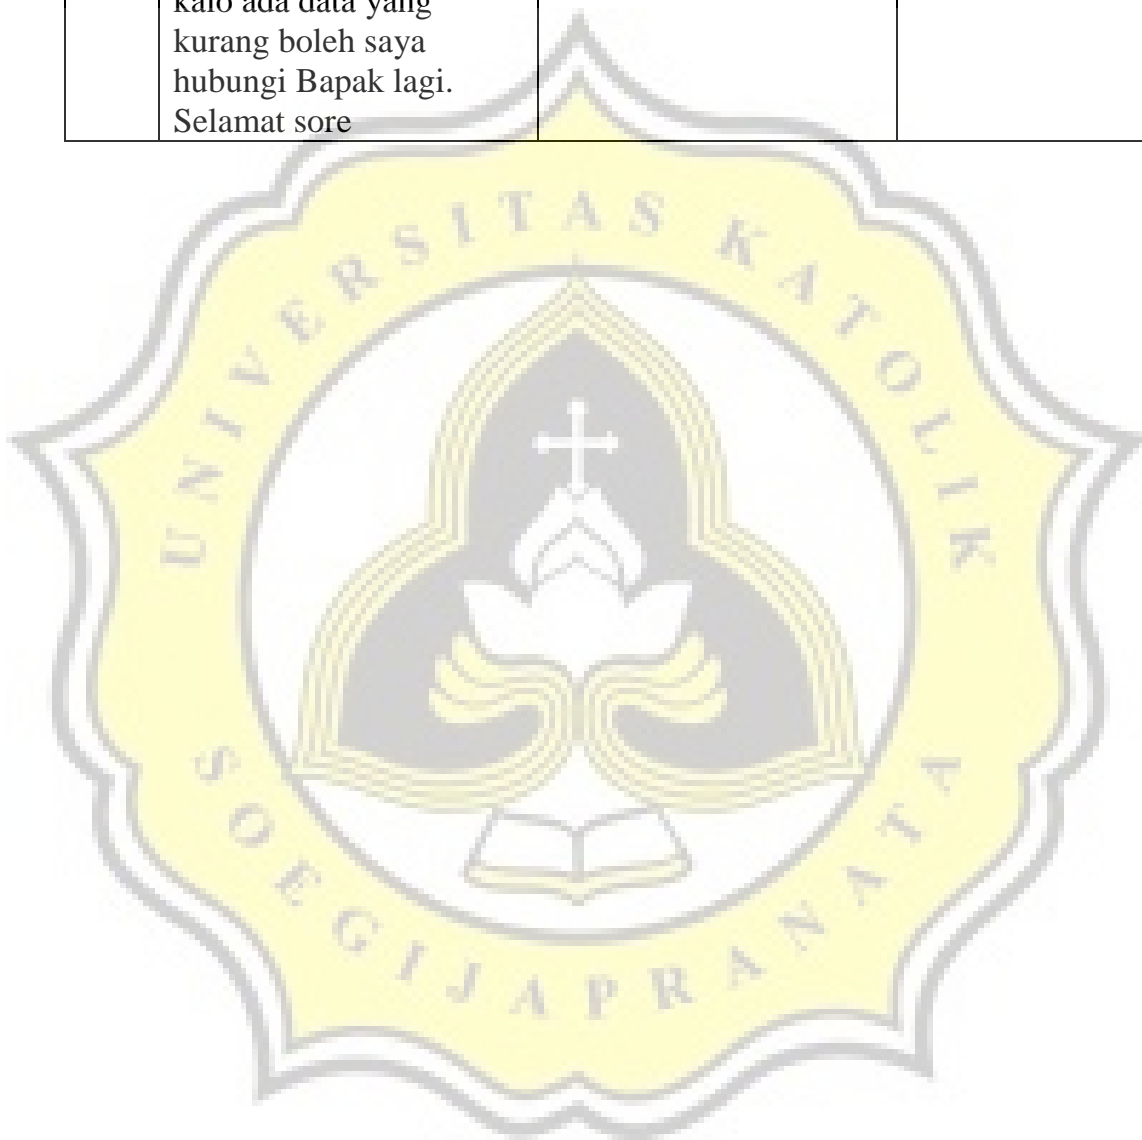 kalo ada data yang
kurang boleh saya
hubungi Bapak lagi.
Selamat sore
UNIVERSITAS KATOLIK
SOEGIJAPRANATA